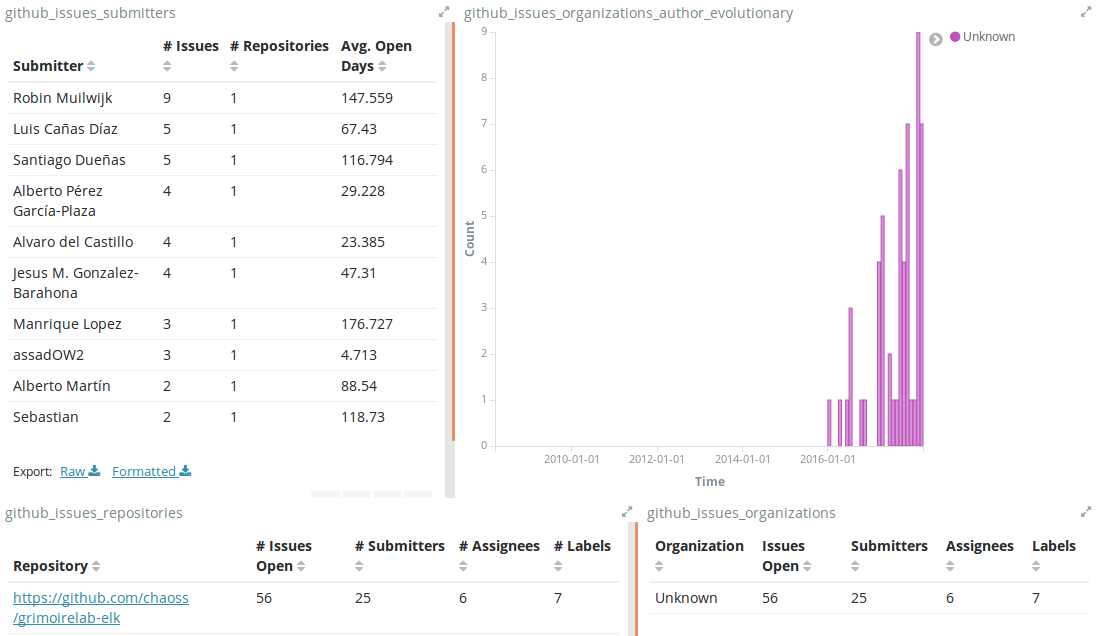 github_issues_submitters
Submitter # Issues # Repositories Avg. Open Days
Robin Muilwijk 9 1 147.559
Luis Cañas Díaz 5 1 67.43
Santiago Dueñas 5 1 116.794
Alberto Pérez García-Plaza 4 1 29.228
Alvaro del Castillo 4 1 23.385
Jesus M. Gonzalez-Barahona 4 1 47.31
Manrique Lopez 3 1 176.727
assadOW2 3 1 4.713
Alberto Martín 2 1 88.54
Sebastian 2 1 118.73
Export: Raw Formatted
github_issues_organizations_author_evolutionary
Unknown
9
8
7
6
5
4
3
2
1
0
Count
2010-01-01 2012-01-01 2014-01-01 2016-01-01
Time
github_issues_repositories
Repository # Issues Open # Submitters # Assignees # Labels
https://github.com/chaoss/grimoirelab-elk 56 25 6 7
github_issues_organizations
Organization Issues Open Submitters Assignees Labels
Unknown 56 25 6 7